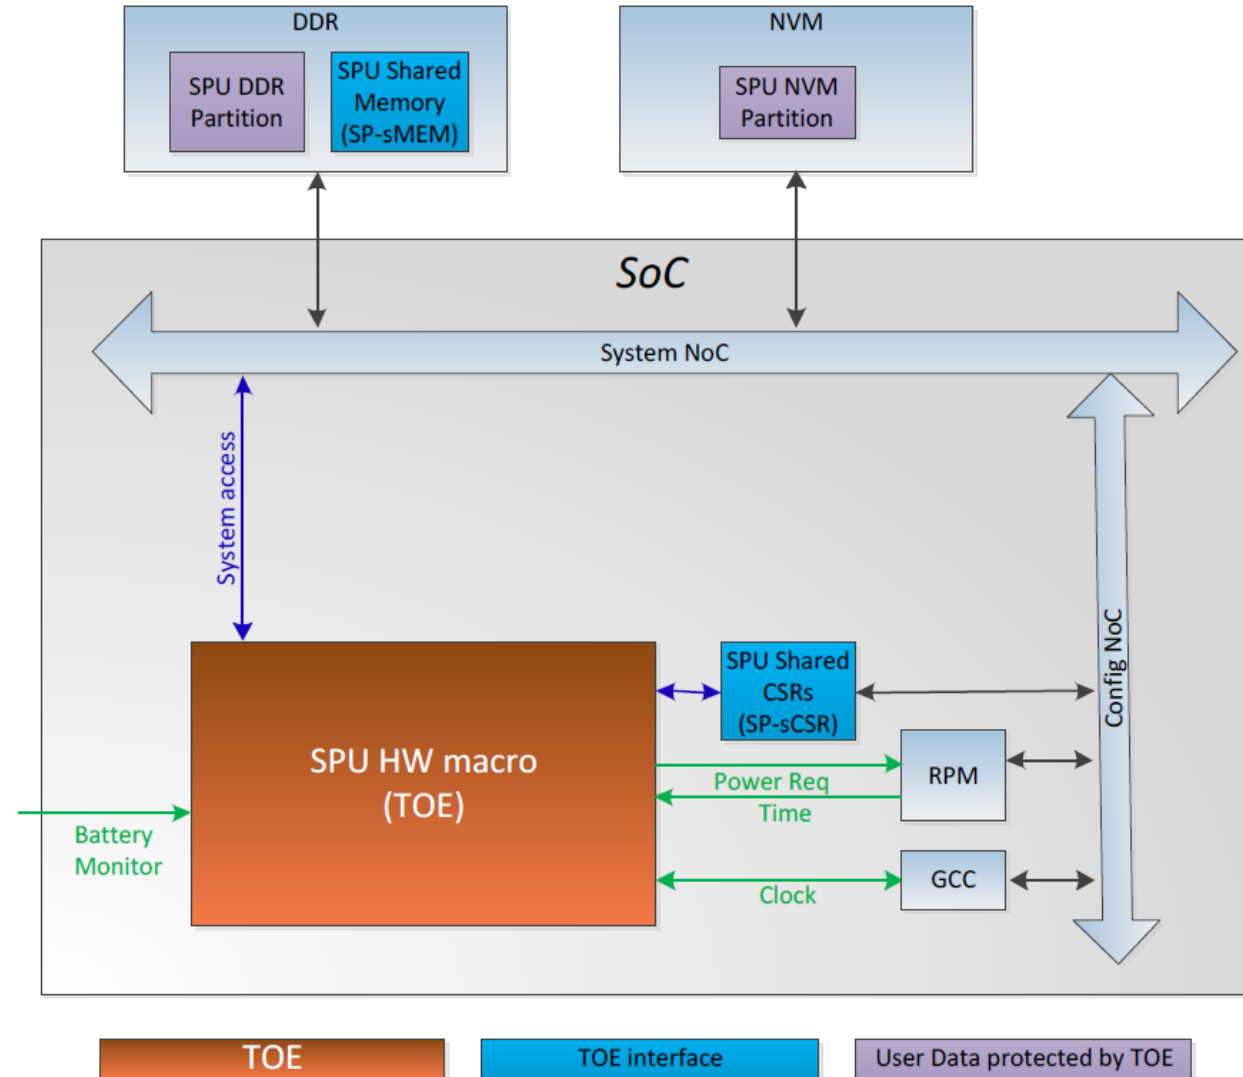 DDR
SPU DDR
Partition
SPU Shared
Memory
(SP-sMEM)
NVM
SPU NVM
Partition
SoC
System NoC
System access
SPU HW macro
(TOE)
SPU Shared
CSRs
(SP-sCSR)
Config NoC
Power Req
Time
RPM
Battery
Monitor
Clock
GCC
TOE
TOE interface
User Data protected by TOE